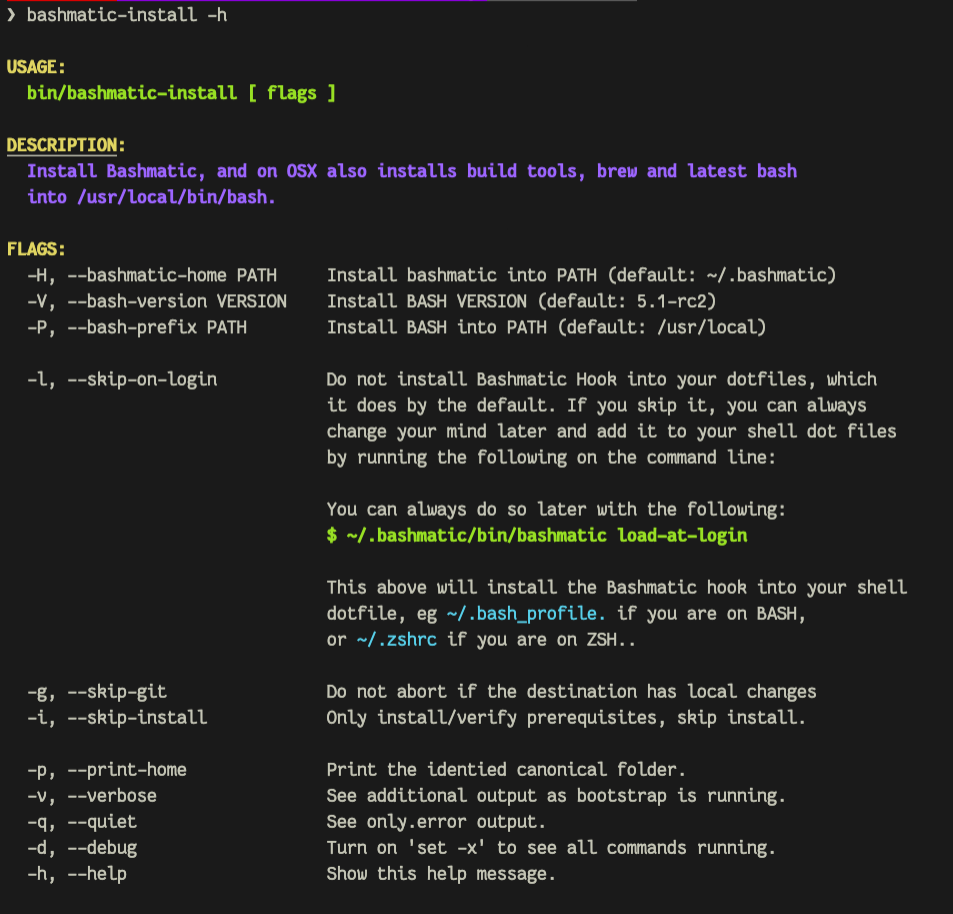 ❯ bashmatic-install -h
USAGE:
bin/bashmatic-install [ flags ]
DESCRIPTION:
Install Bashmatic, and on OSX also installs build tools, brew and latest bash
into /usr/local/bin/bash.
FLAGS:
-H, --bashmatic-home PATH     Install bashmatic into PATH (default: ~/.bashmatic)
-V, --bash-version VERSION    Install BASH VERSION (default: 5.1-rc2)
-P, --bash-prefix PATH        Install BASH into PATH (default: /usr/local)
-l, --skip-on-login           Do not install Bashmatic Hook into your dotfiles, which
it does by the default. If you skip it, you can always
change your mind later and add it to your shell dot files
by running the following on the command line:
You can always do so later with the following:
$ ~/.bashmatic/bin/bashmatic load-at-login
This above will install the Bashmatic hook into your shell
dotfile, eg ~/.bash_profile. if you are on BASH,
or ~/.zshrc if you are on ZSH..
-g, --skip-git                Do not abort if the destination has local changes
-i, --skip-install            Only install/verify prerequisites, skip install.
-p, --print-home              Print the identied canonical folder.
-v, --verbose                 See additional output as bootstrap is running.
-q, --quiet                   See only.error output.
-d, --debug                   Turn on 'set -x' to see all commands running.
-h, --help                    Show this help message.